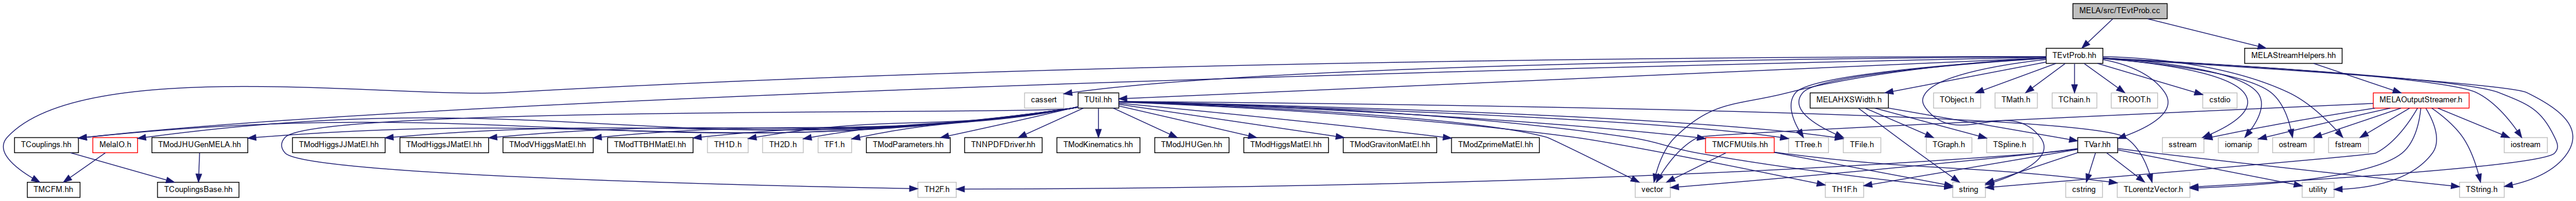 MELA/src/TEvtProb.cc
TEvtProb.hh
MELAStreamHelpers.hh
cassert
TUtil.hh
MELAHXSWidth.h
TObject.h
TMath.h
TChain.h
TROOT.h
cstdio
MELAOutputStreamer.h
TCouplings.hh
MelaIO.h
TModJHUGenMELA.hh
TModHiggsJJMatEl.hh
TModHiggsJMatEl.hh
TModVHiggsMatEl.hh
TModTTBHMatEl.hh
TH1D.h
TH2D.h
TF1.h
TModParameters.hh
TNNPDFDriver.hh
TModKinematics.hh
TModJHUGen.hh
TModHiggsMatEl.hh
TModGravitonMatEl.hh
TModZprimeMatEl.hh
TMCFMUtils.hh
TTree.h
TFile.h
TGraph.h
TSpline.h
TVar.hh
sstream
iomanip
ostream
fstream
iostream
TMCFM.hh
TCouplingsBase.hh
TH2F.h
vector
TH1F.h
string
cstring
TLorentzVector.h
utility
TString.h